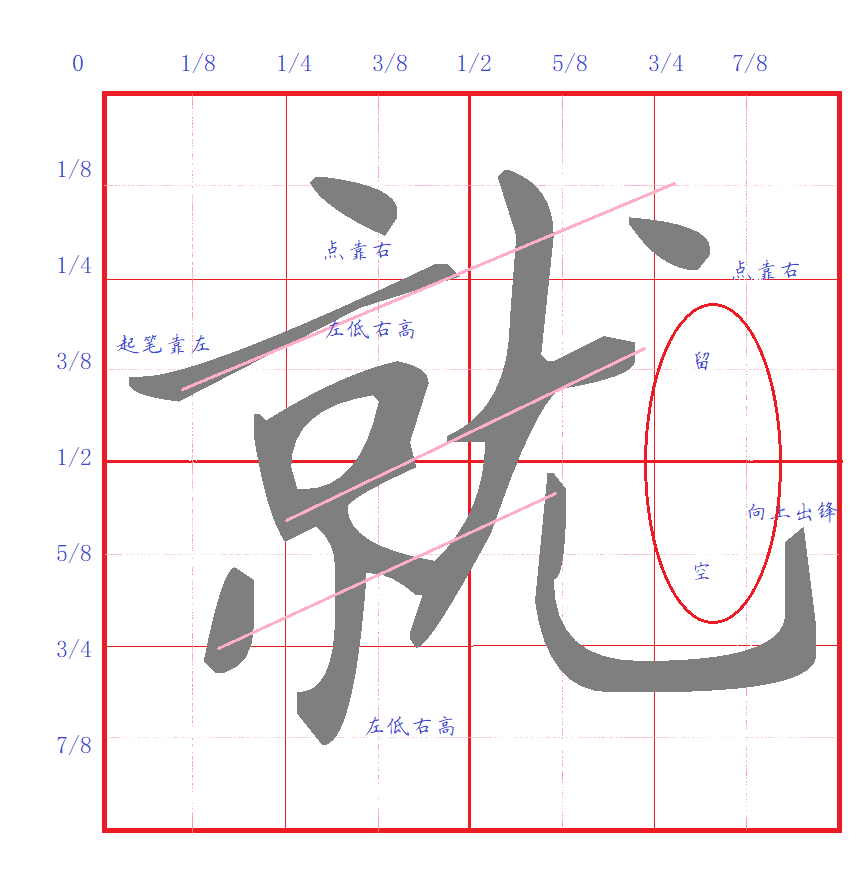 0 1/8 1/4 3/8 1/2 5/8 3/4 7/8
1/8
点靠右
1/4
点靠右
左低右高
起笔靠左
3/8
留
就
1/2
向上出锋
5/8
空
3/4
左低右高
7/8